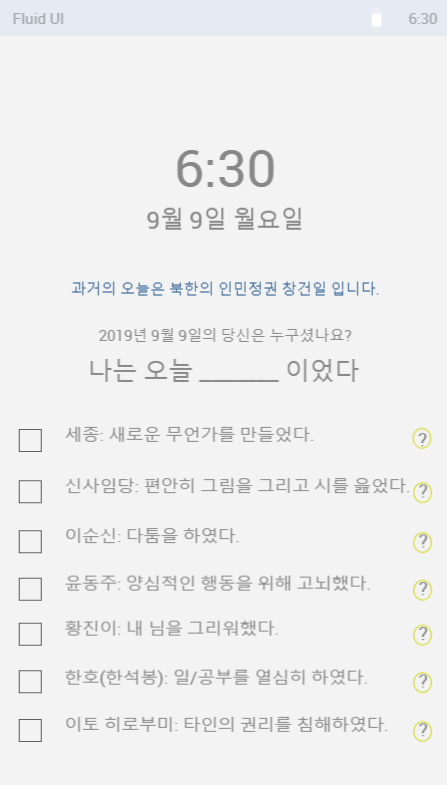 Fluid UI 6:30
6:30
9월 9일 월요일
과거의 오늘은 북한의 인민정권 창건일 입니다.
2019년 9월 9일의 당신은 누구셨나요?
나는 오늘 _______ 이었다
세종: 새로운 무언가를 만들었다. ?
신사임당: 편안히 그림을 그리고 시를 읊었다. ?
이순신: 다툼을 하였다. ?
윤동주: 양심적인 행동을 위해 고뇌했다. ?
황진이: 내 님을 그리워했다. ?
한호(한석봉): 일/공부를 열심히 하였다. ?
이토 히로부미: 타인의 권리를 침해하였다. ?